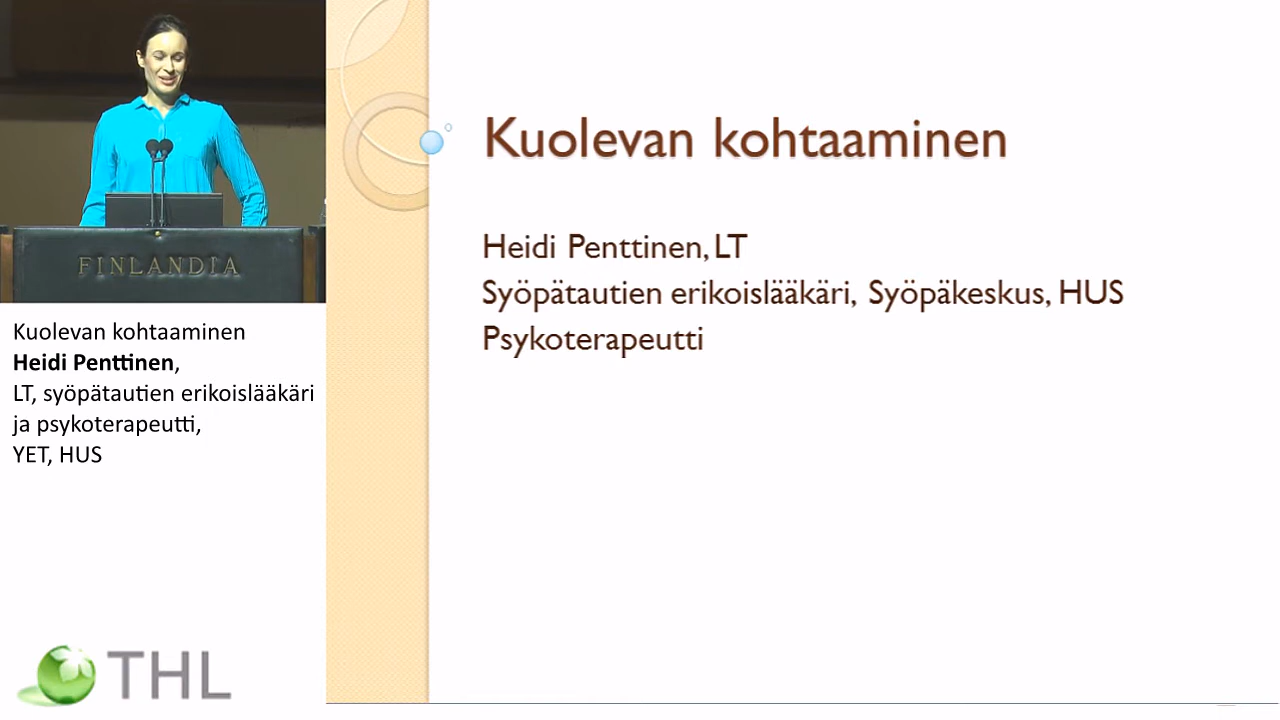 FINLANDIA
Kuolevan kohtaaminen
Heidi Penttinen,
LT, syöpätautien erikoislääkäri
ja psykoterapeutti,
YET, HUS
THL
Kuolevan kohtaaminen
Heidi Penttinen, LT
Syöpätautien erikoislääkäri, Syöpäkeskus, HUS
Psykoterapeutti